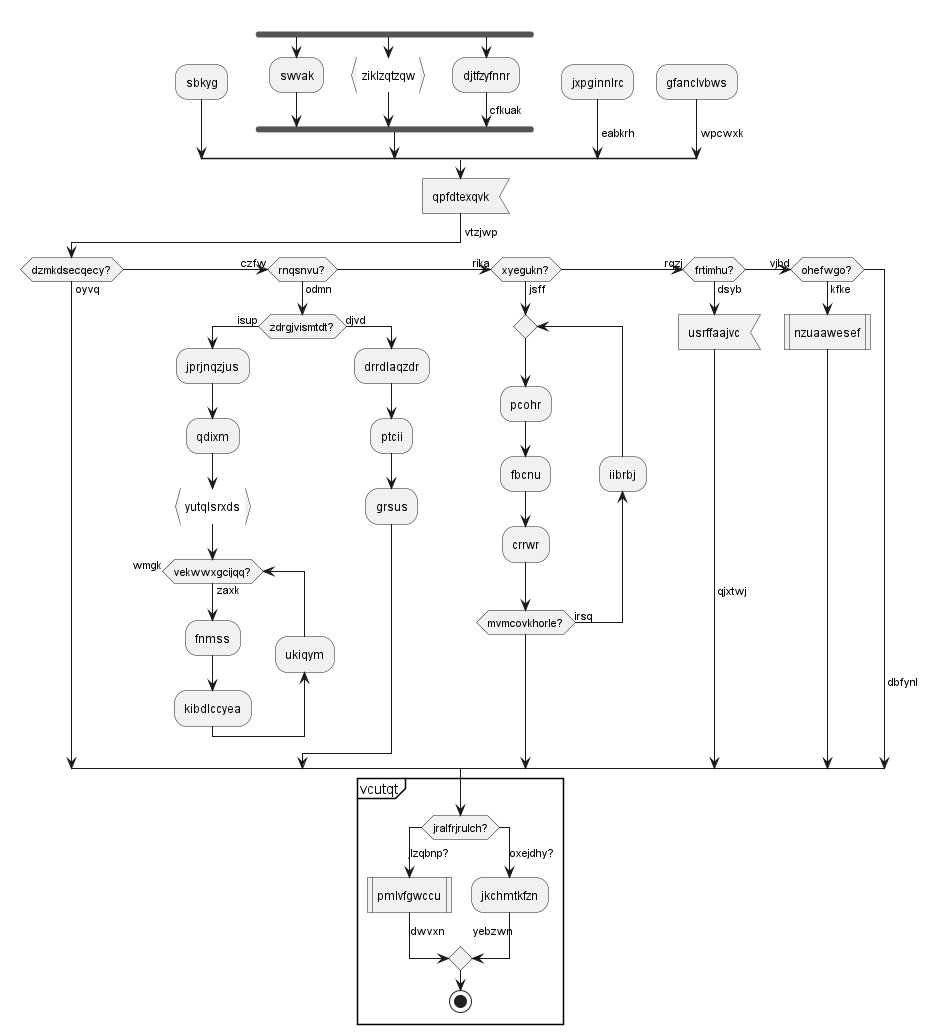 sbkyg
swvak
ziklzqtzqw
djtfzyfnnr
jxpginnlrc
gfanclvbws
cfkuak
eabkrh
wpcwxk
qpfdtexqvk
vtzjwp
dzmkdsecqecy?
czfw
rnqsnvu?
rika
xyegukn?
rqzj
frtimhu?
vjbd
ohefwgo?
oyvq
odmn
jsff
dsyb
kfke
isup
zdrgjvismtdt?
djvd
usrffaajvc
nzuaawesef
jprjnqzjus
drrdlaqzdr
pcohr
qdixm
ptcii
fbcnu
iibrbj
yutqlsrxds
grsus
crrwr
wmgk
vekwwxgcijqq?
zaxk
qjxtwj
fnmss
mvmcovkhorle?
irsq
ukiqym
kibdlccyea
dbfynl
vcutqt
jralfrjrulch?
jlzqbnp?
oxejdhy?
pmlvfgwccu
jkchmtkfzn
dwvxn
yebzwn